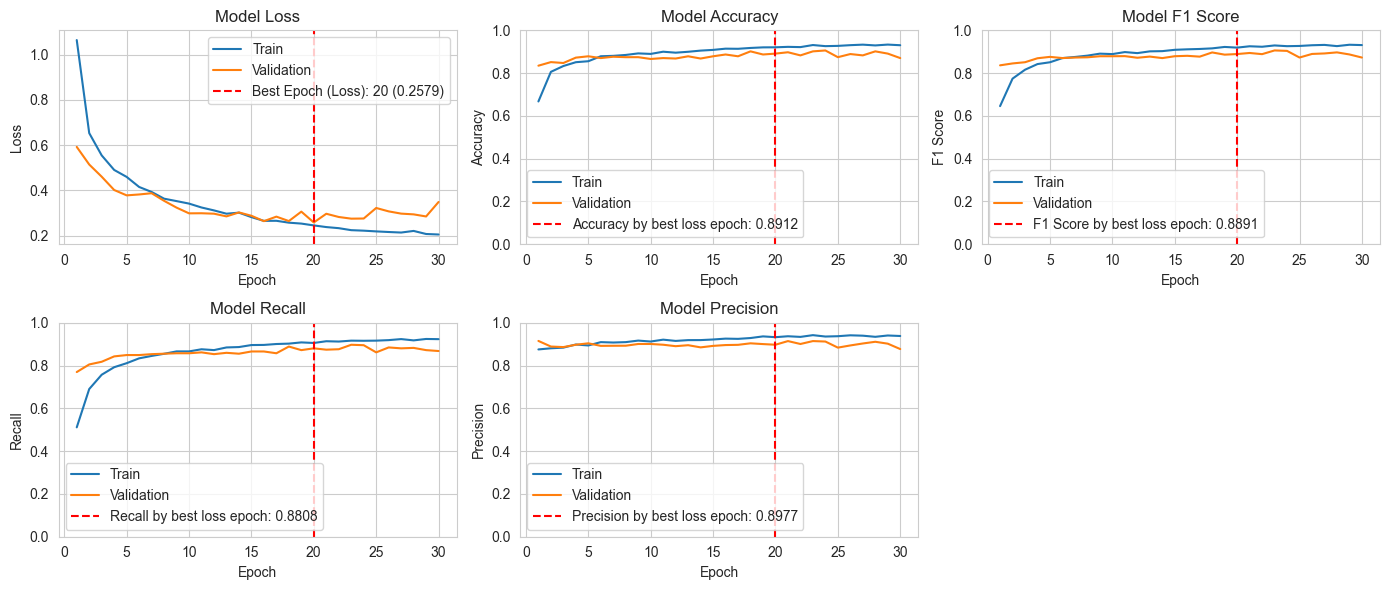 Model Loss
1.0
0.8
0.6
0.4
0.2
Loss
Train
Validation
Best Epoch (Loss): 20 (0.2579)
0 5 10 15 20 25 30
Epoch
Model Accuracy
1.0
0.8
0.6
0.4
0.2
0.0
Accuracy
Train
Validation
Accuracy by best loss epoch: 0.8912
0 5 10 15 20 25 30
Epoch
Model F1 Score
1.0
0.8
0.6
0.4
0.2
0.0
F1 Score
Train
Validation
F1 Score by best loss epoch: 0.8891
0 5 10 15 20 25 30
Epoch
Model Recall
1.0
0.8
0.6
0.4
0.2
0.0
Recall
Train
Validation
Recall by best loss epoch: 0.8808
0 5 10 15 20 25 30
Epoch
Model Precision
1.0
0.8
0.6
0.4
0.2
0.0
Precision
Train
Validation
Precision by best loss epoch: 0.8977
0 5 10 15 20 25 30
Epoch